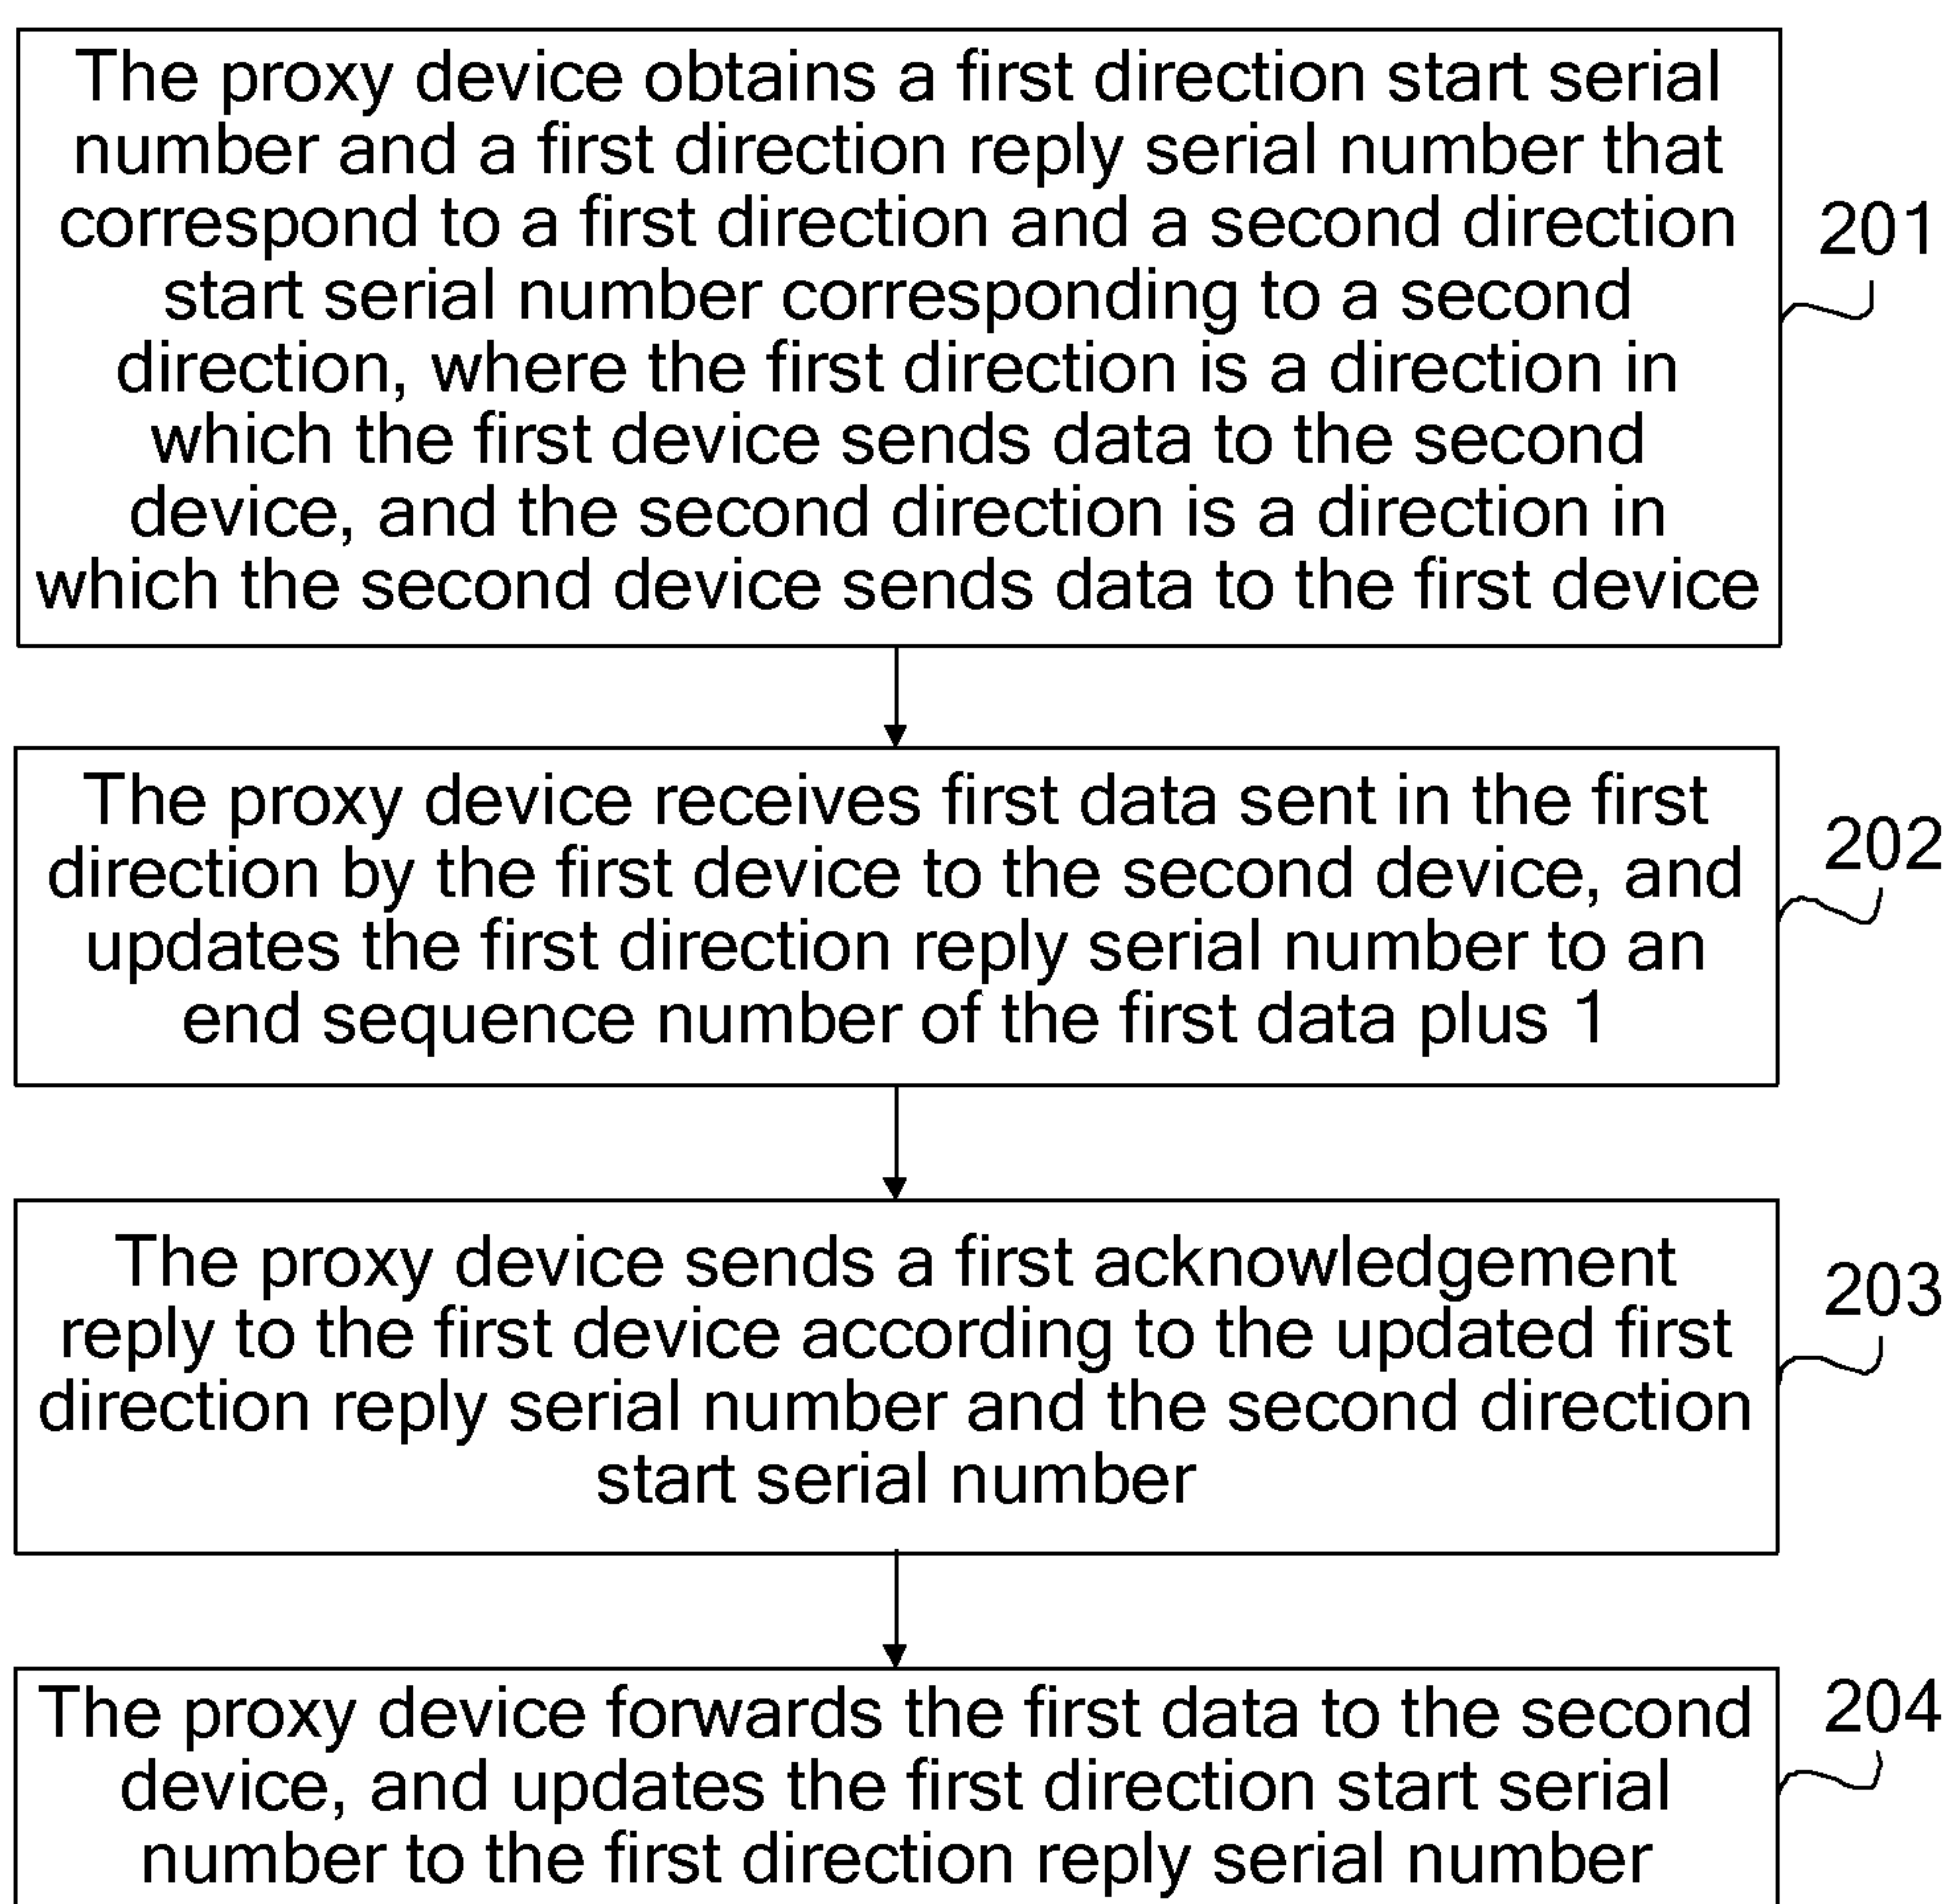 The proxy device obtains a first direction start serial
number and a first direction reply serial number that
correspond to a first direction and a second direction
start serial number corresponding to a second
direction, where the first direction is a direction in
which the first device sends data to the second
device, and the second direction is a direction in
which the second device sends data to the first device
201
The proxy device receives first data sent in the first
direction by the first device to the second device, and
updates the first direction reply serial number to an
end sequence number of the first data plus 1
202
The proxy device sends a first acknowledgement
reply to the first device according to the updated first
direction reply serial number and the second direction
start serial number
203
The proxy device forwards the first data to the second
device, and updates the first direction start serial
number to the first direction reply serial number
204